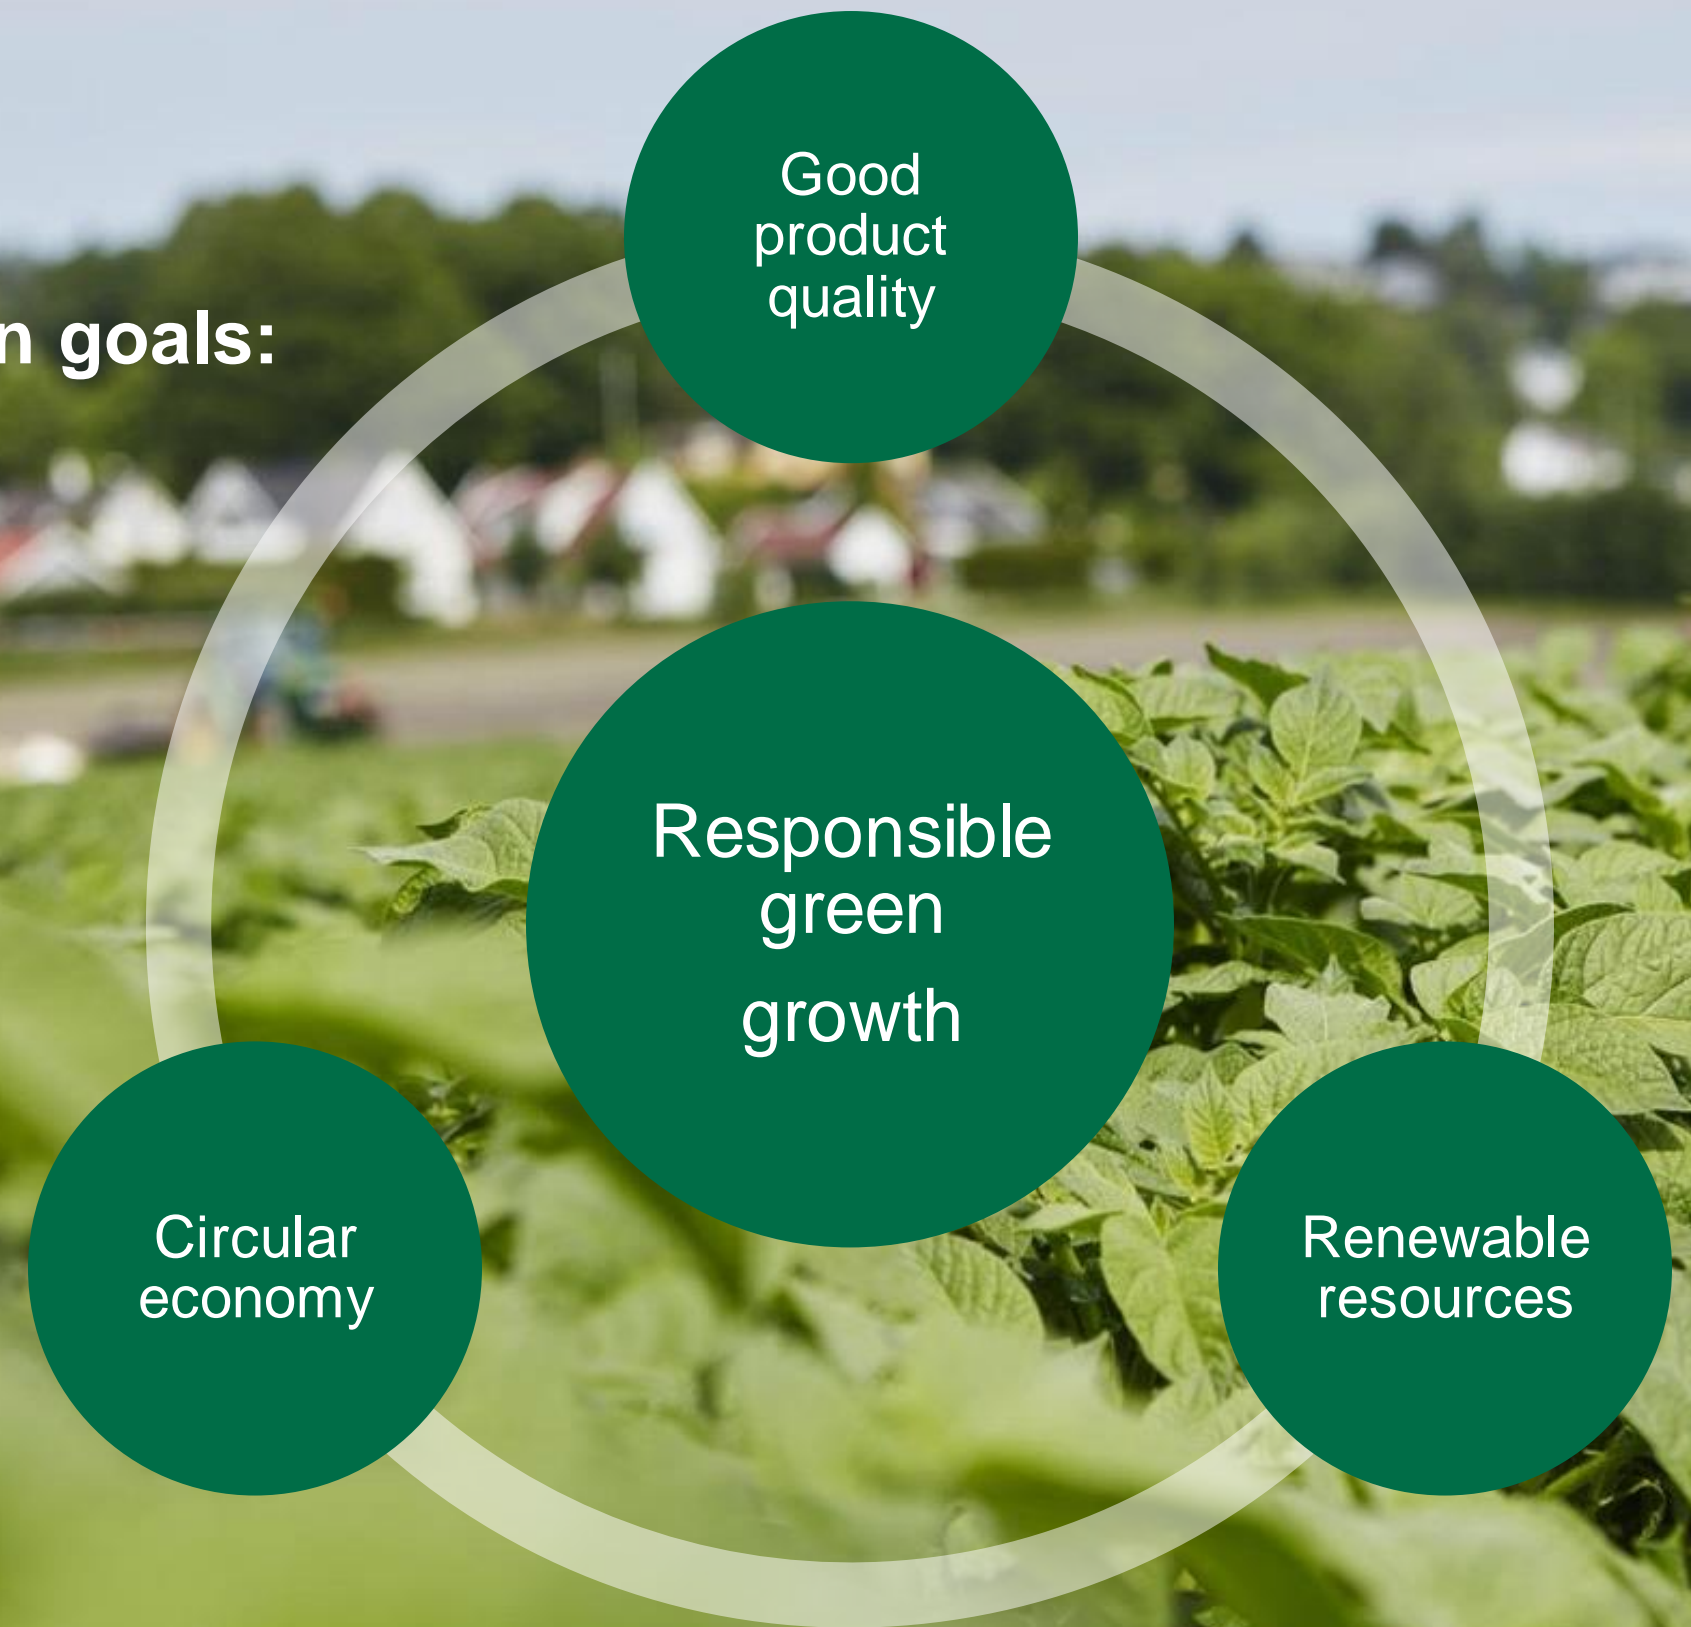 n goals:
Good
product
quality
Responsible
green
growth
Circular
economy
Renewable
resources